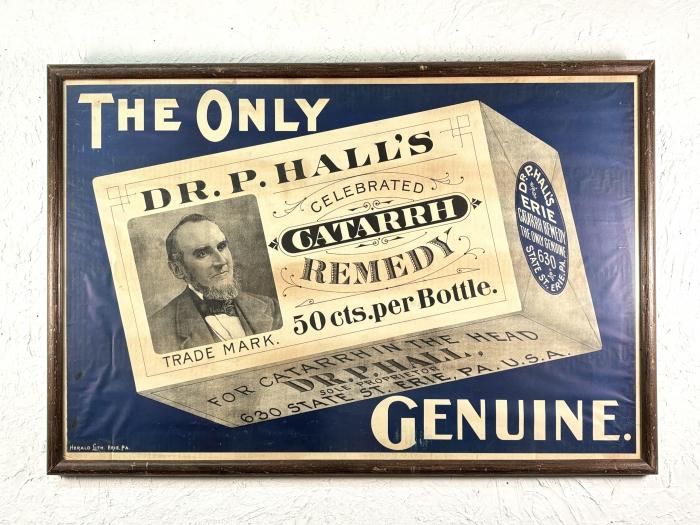 THE ONLY
DR. P. HALL'S
CELEBRATED
CATARRH
REMEDY
50 cts. per Bottle.
TRADE MARK.
DR. P. HALL'S
ERIE
CATARRH REMEDY
THE ONLY GENUINE
630
STATE ST. ERIE, PA.
FOR CATARRH IN THE HEAD
DR. P. HALL,
SOLE PROPRIETOR
630 STATE ST. ERIE, PA. U.S.A.
GENUINE.
HERALD LITH. ERIE, PA.